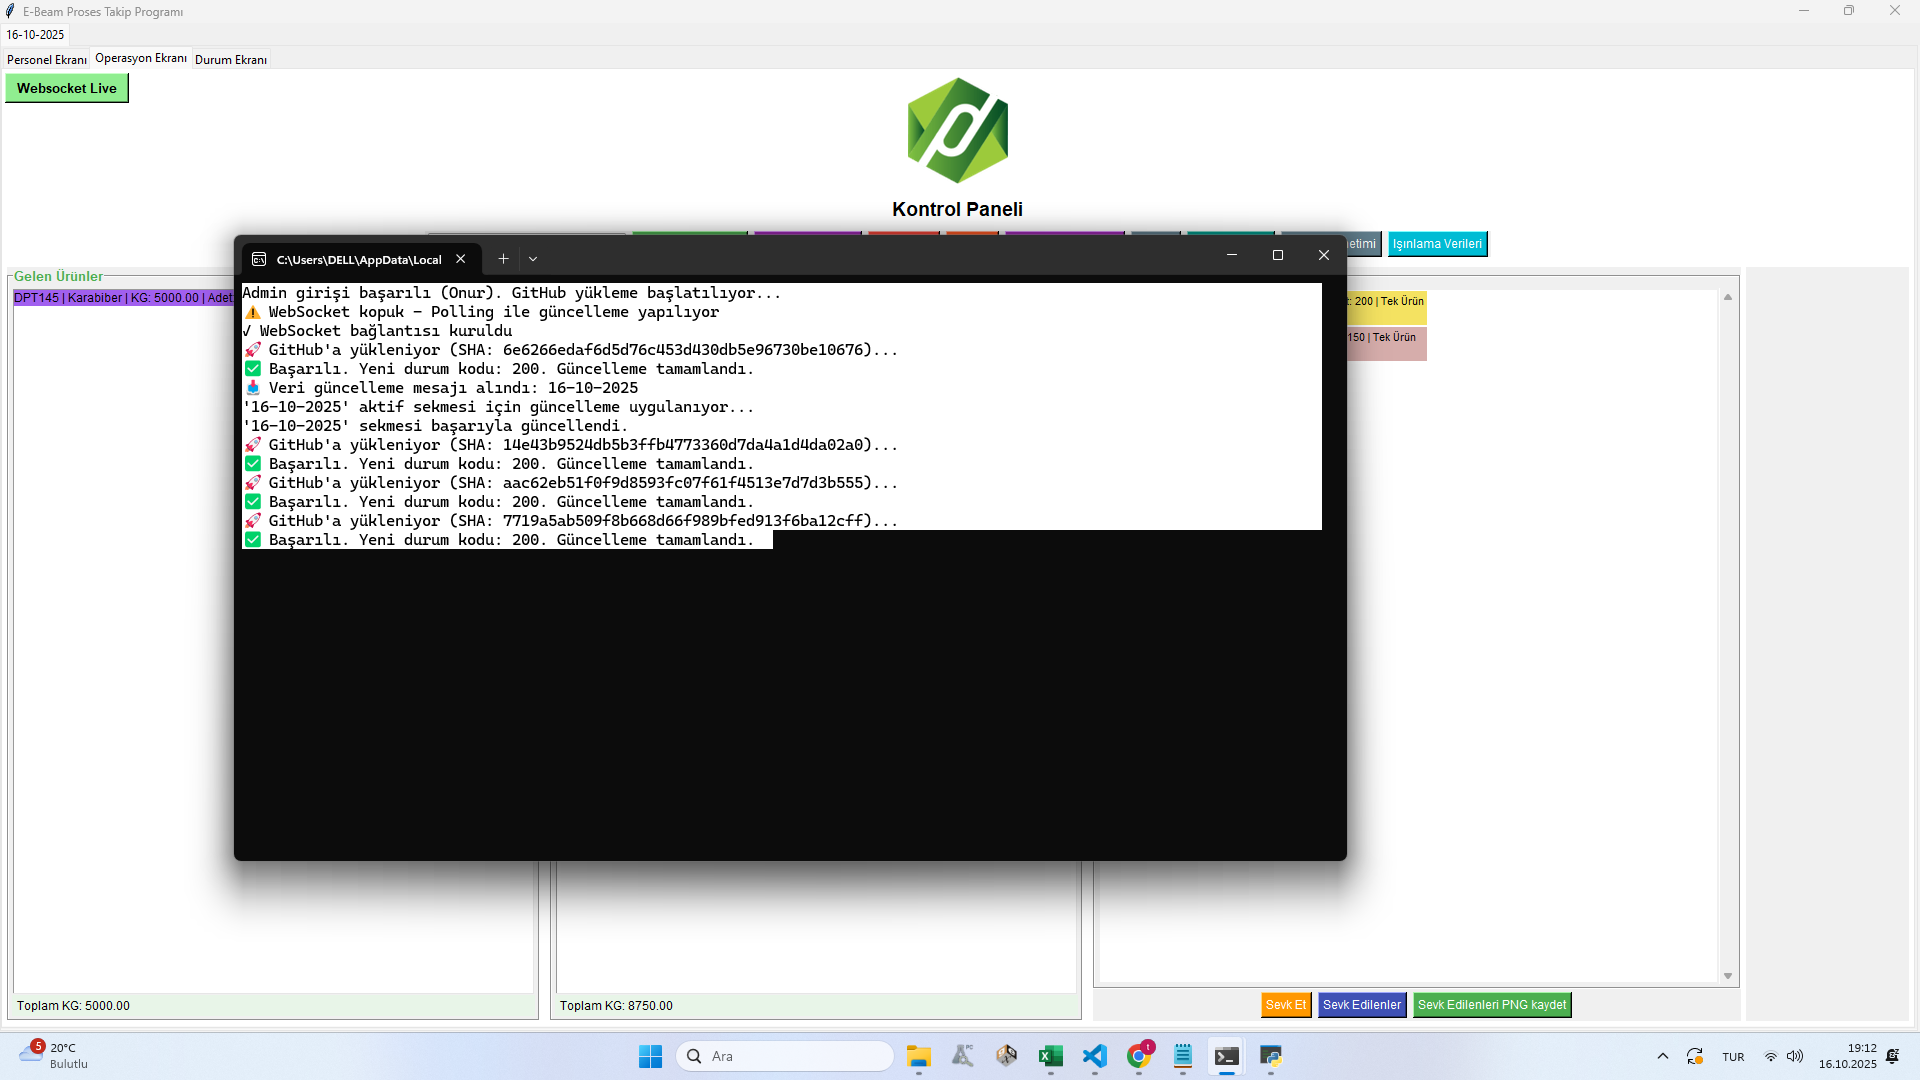 E-Beam Proses Takip Programı
16-10-2025
Personel Ekranı
Operasyon Ekranı
Durum Ekranı
Websocket Live
Kontrol Paneli
etimi
Işınlama Verileri
Gelen Ürünler
DPT145 | Karabiber | KG: 5000.00 | Adet
C:\Users\DELL\AppData\Local
Admin girişi başarılı (Onur). GitHub yükleme başlatılıyor...
⚠️ WebSocket kopuk – Polling ile güncelleme yapılıyor
✓ WebSocket bağlantısı kuruldu
🚀 GitHub'a yükleniyor (SHA: 6e6266edaf6d5d76c453d430db5e96730be10676)...
✅ Başarılı. Yeni durum kodu: 200. Güncelleme tamamlandı.
📥 Veri güncelleme mesajı alındı: 16-10-2025
'16-10-2025' aktif sekmesi için güncelleme uygulanıyor...
'16-10-2025' sekmesi başarıyla güncellendi.
🚀 GitHub'a yükleniyor (SHA: 14e43b9524db5b3ffb4773360d7da4a1d4da02a0)...
✅ Başarılı. Yeni durum kodu: 200. Güncelleme tamamlandı.
🚀 GitHub'a yükleniyor (SHA: aac62eb51f0f9d8593fc07f61f4513e7d7d3b555)...
✅ Başarılı. Yeni durum kodu: 200. Güncelleme tamamlandı.
🚀 GitHub'a yükleniyor (SHA: 7719a5ab509f8b668d66f989bfed913f6ba12cff)...
✅ Başarılı. Yeni durum kodu: 200. Güncelleme tamamlandı.
t: 200 | Tek Ürün
150 | Tek Ürün
Toplam KG: 5000.00
Toplam KG: 8750.00
Sevk Et
Sevk Edilenler
Sevk Edilenleri PNG kaydet
5
20°C
Bulutlu
Ara
t
TUR
19:12
16.10.2025